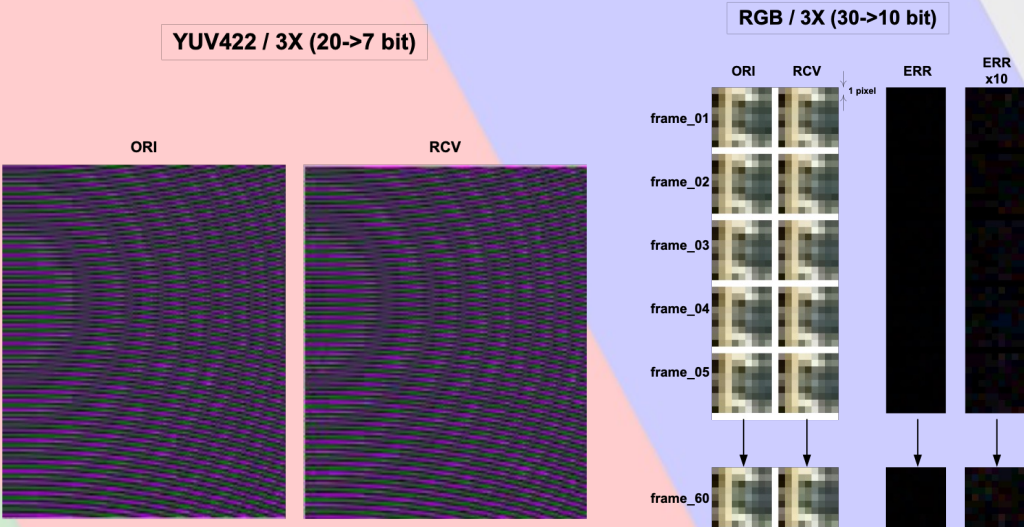 YUV422 / 3X (20->7 bit)
ORI
RCV
RGB / 3X (30->10 bit)
ORI
RCV
ERR
ERR
x10
1 pixel
frame_01
frame_02
frame_03
frame_04
frame_05
frame_60